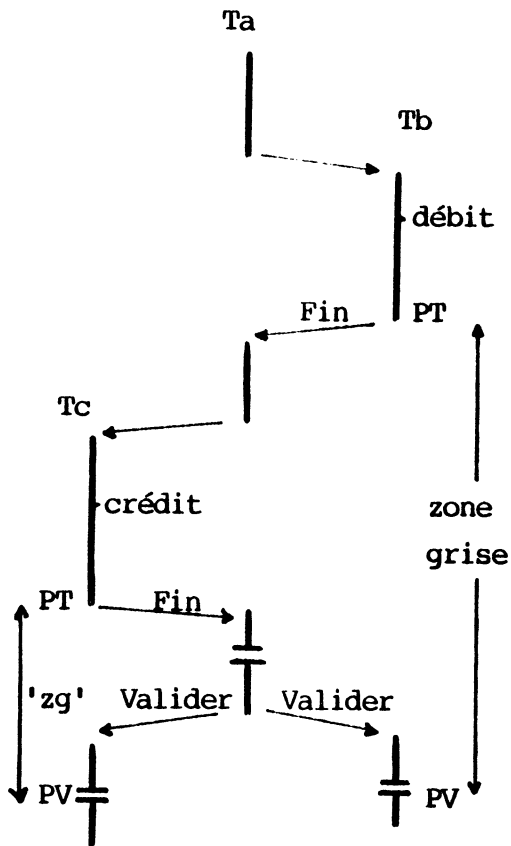 Ta
Tb
débit
Fin
PT
Tc
crédit
zone
grise
PT
Fin
'zg'
Valider
Valider
PV
PV